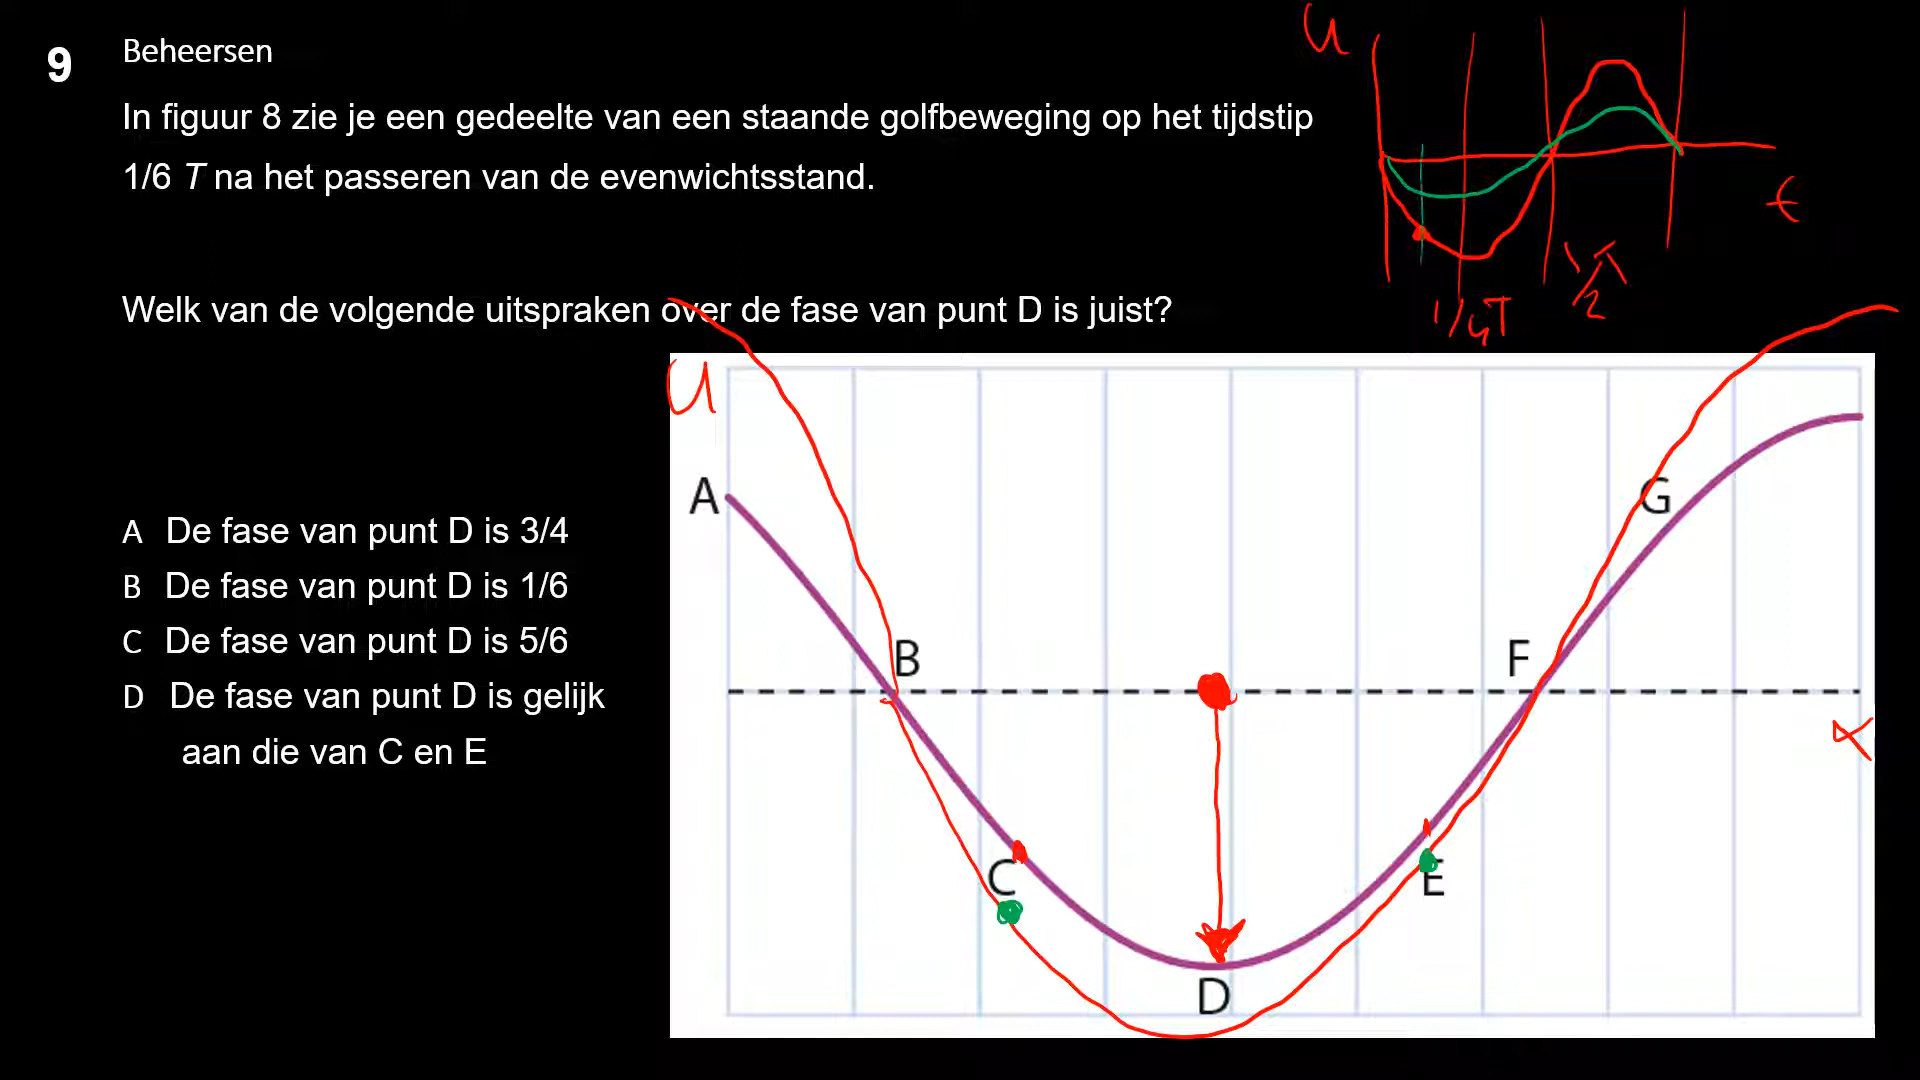 9
Beheersen
In figuur 8 zie je een gedeelte van een staande golfbeweging op het tijdstip
1/6 T na het passeren van de evenwichtsstand.
Welk van de volgende uitspraken over de fase van punt D is juist?
A De fase van punt D is 3/4
B De fase van punt D is 1/6
C De fase van punt D is 5/6
D De fase van punt D is gelijk
aan die van C en E
u
t
1/4T
1/2T
u
A
B
C
D
E
F
G
x